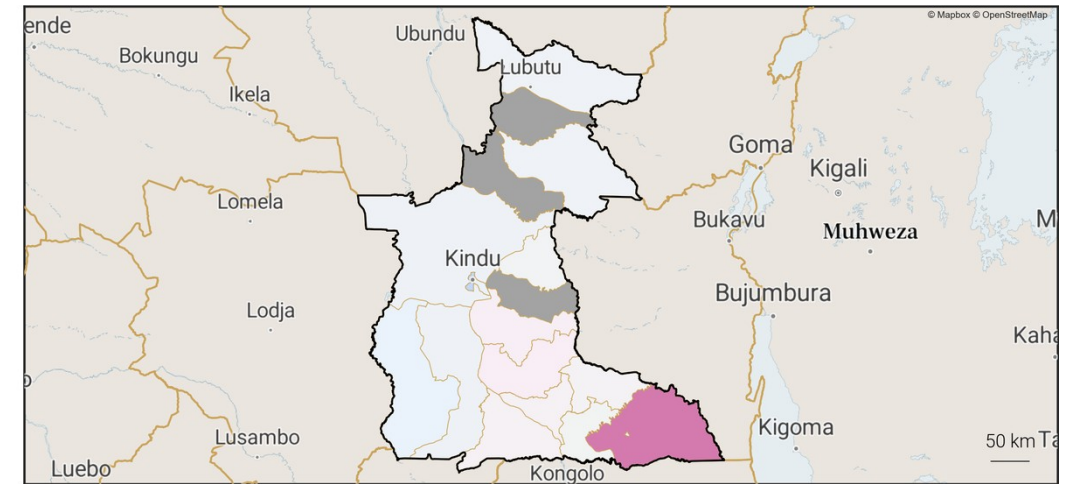 © Mapbox © OpenStreetMap
ende
Ubundu
Bokungu
Lubutu
Ikela
Goma
Kigali
Lomela
Bukavu
M
Muhweza
Kindu
Bujumbura
Lodja
Kaha
Kigoma
Lusambo
50 km
Ta
Luebo
Kongolo